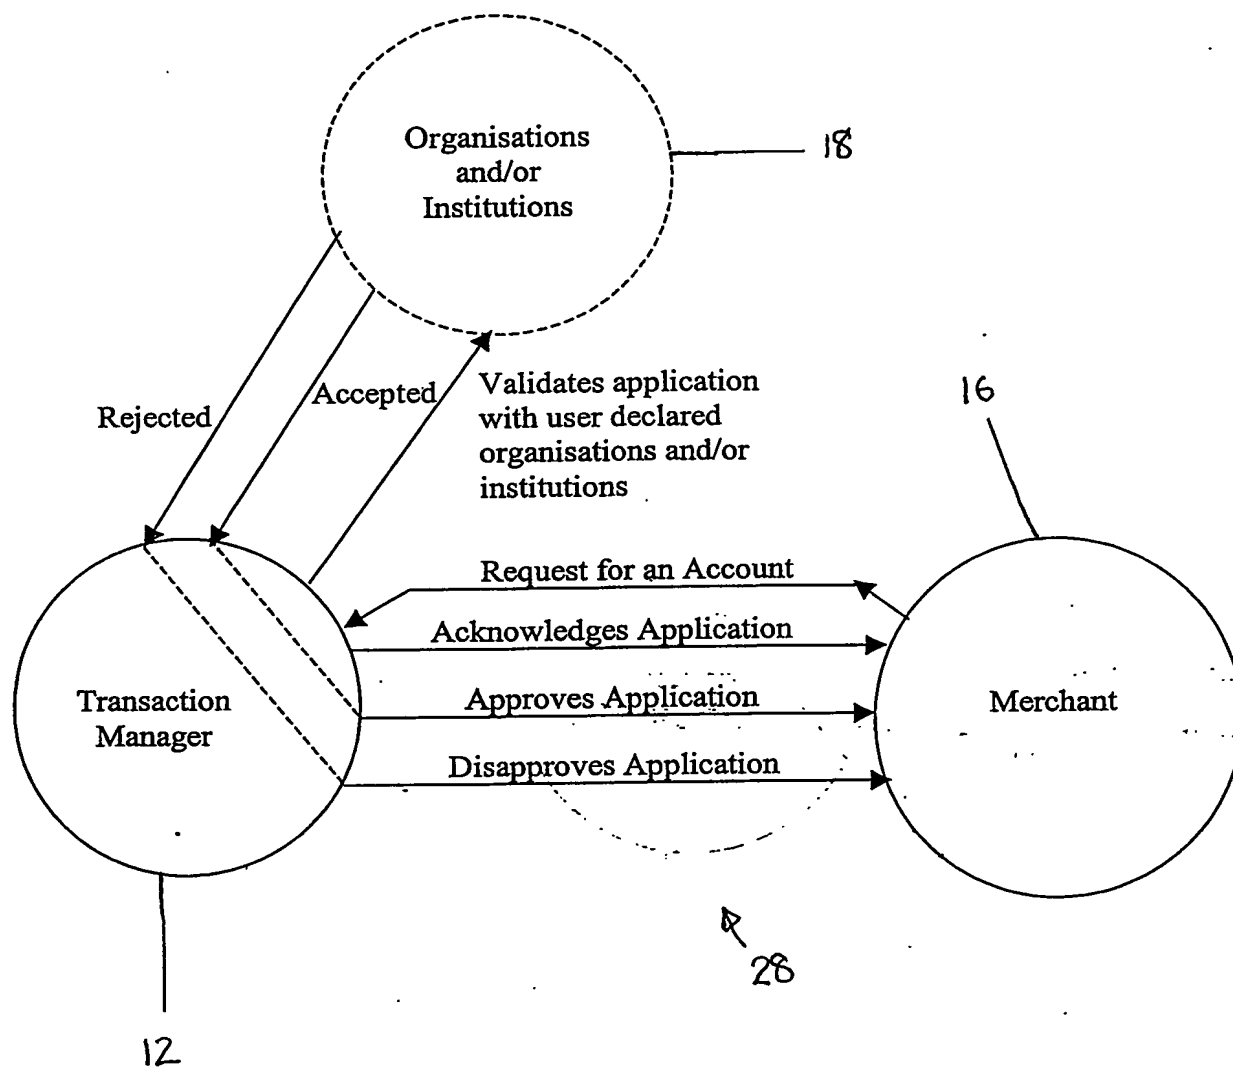 Organisations
and/or
Institutions
18
Rejected
Accepted
Validates application
with user declared
organisations and/or
institutions
16
Request for an Account
Acknowledges Application
Approves Application
Disapproves Application
Transaction
Manager
Merchant
28
12